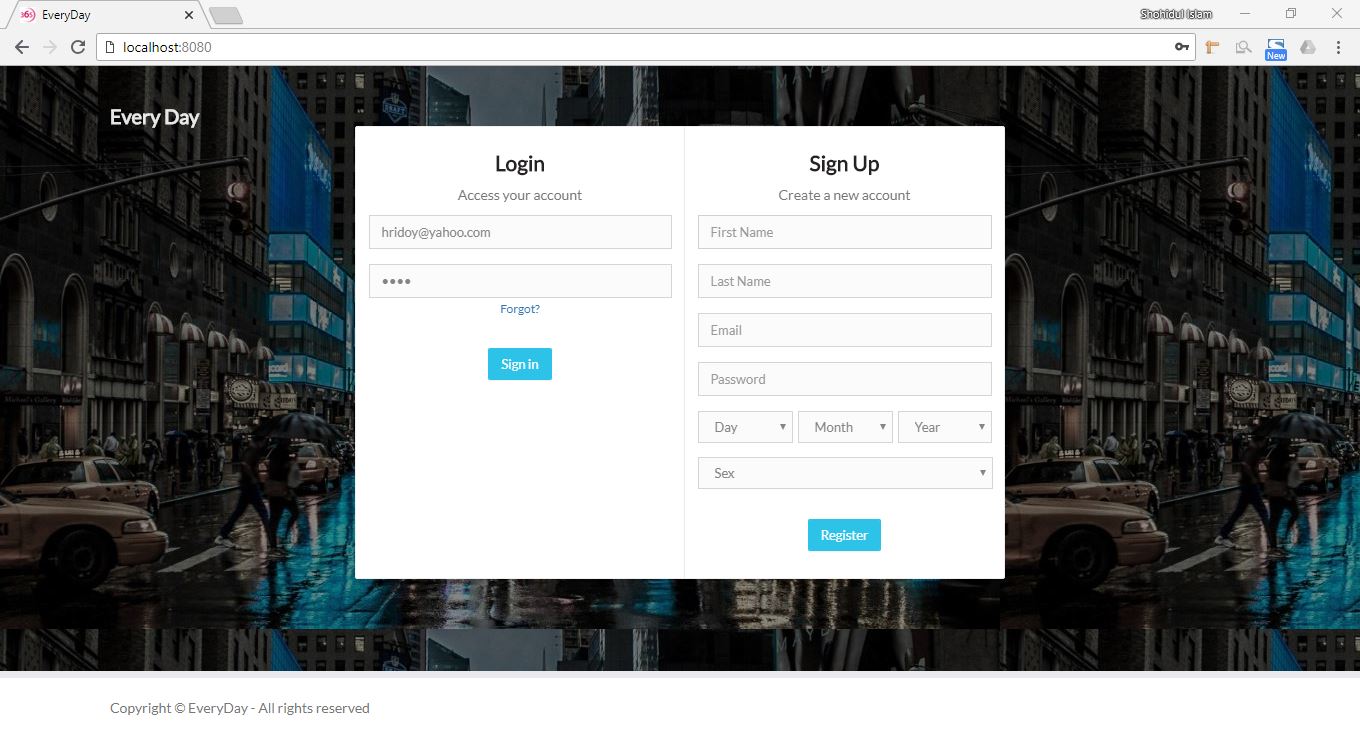 365 EveryDay
Shohidul Islam
localhost:8080
New
Every Day
Login
Access your account
hridoy@yahoo.com
••••
Forgot?
Sign in
Sign Up
Create a new account
First Name
Last Name
Email
Password
Day Month Year
Sex
Register
Copyright © EveryDay - All rights reserved